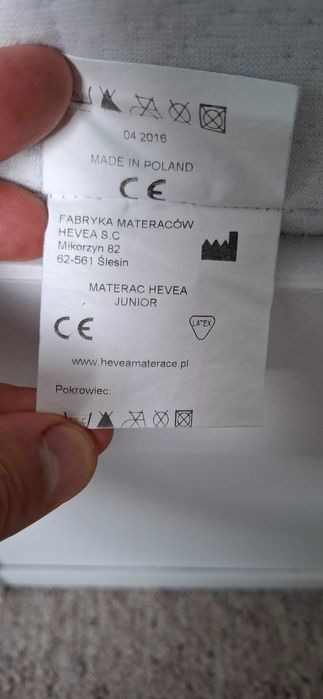 04 2016
MADE IN POLAND
CE
FABRYKA MATERACÓW
HEVEA S.C
Mikorzyn 82
62-561 Ślesin
MATERAC HEVEA
JUNIOR
CE
LATEX
www.heveamaterace.pl
Pokrowiec: